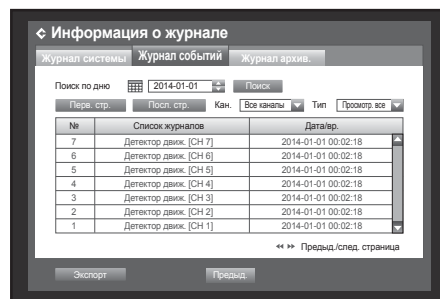 Информация о журнале
Журнал системы Журнал событий Журнал архив.
Поиск по дню 2014-01-01 Поиск
Перв. стр. Посл. стр. Кан. Все каналы Тип Просмотр. все
№ Список журналов Дата/вр.
7 Детектор движ. [CH 7] 2014-01-01 00:02:18
6 Детектор движ. [CH 6] 2014-01-01 00:02:18
5 Детектор движ. [CH 5] 2014-01-01 00:02:18
4 Детектор движ. [CH 4] 2014-01-01 00:02:18
3 Детектор движ. [CH 3] 2014-01-01 00:02:18
2 Детектор движ. [CH 2] 2014-01-01 00:02:18
1 Детектор движ. [CH 1] 2014-01-01 00:02:18
Предыд./след. страница
Экспорт Предыд.